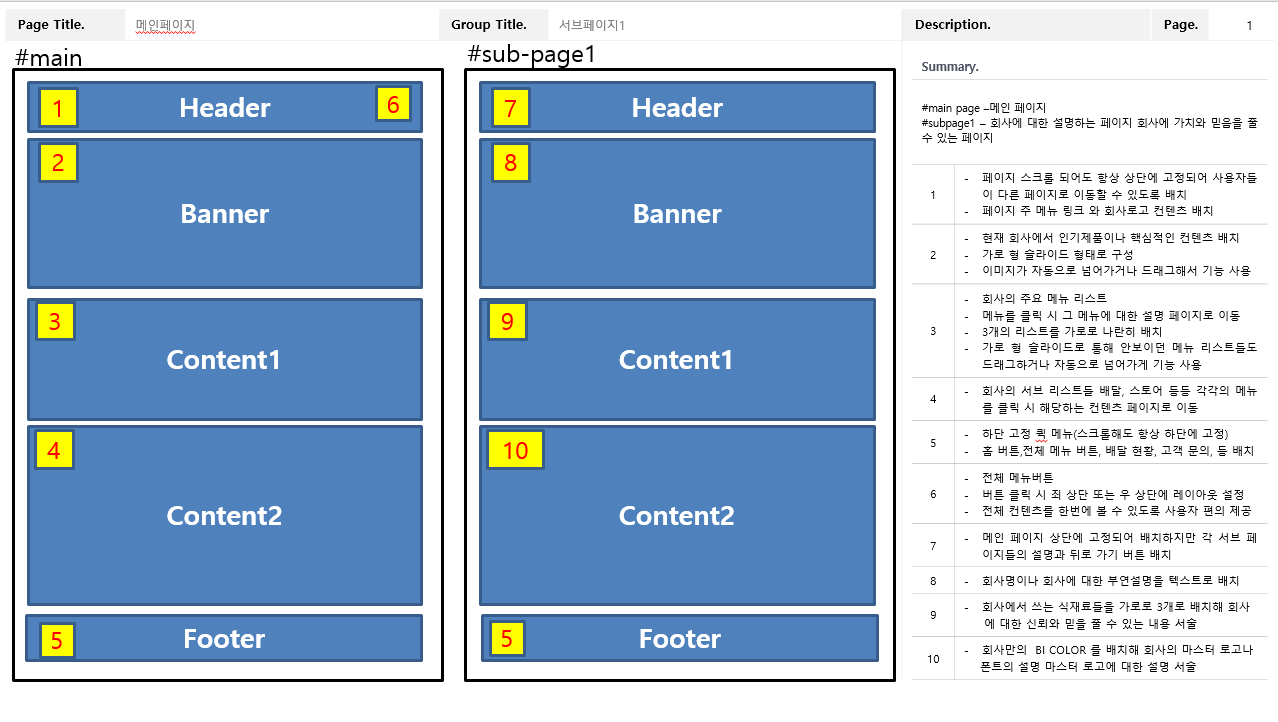 Page Title.
메인페이지
Group Title.
서브페이지1
Description.
Page.
1
#main
1
Header
6
2
Banner
3
Content1
4
Content2
5
Footer
#sub-page1
7
Header
8
Banner
9
Content1
10
Content2
5
Footer
Summary.
#main page –메인 페이지
#subpage1 – 회사에 대한 설명하는 페이지 회사에 가치와 믿음을 풀
수 있는 페이지
1
- 페이지 스크롤 되어도 항상 상단에 고정되어 사용자들
이 다른 페이지로 이동할 수 있도록 배치
- 페이지 주 메뉴 링크 와 회사로고 컨텐츠 배치
2
- 현재 회사에서 인기제품이나 핵심적인 컨텐츠 배치
- 가로 형 슬라이드 형태로 구성
- 이미지가 자동으로 넘어가거나 드래그해서 기능 사용
3
- 회사의 주요 메뉴 리스트
- 메뉴를 클릭 시 그 메뉴에 대한 설명 페이지로 이동
- 3개의 리스트를 가로로 나란히 배치
- 가로 형 슬라이드로 통해 안보이던 메뉴 리스트들도
드래그하거나 자동으로 넘어가게 기능 사용
4
- 회사의 서브 리스트들 배달, 스토어 등등 각각의 메뉴
를 클릭 시 해당하는 컨텐츠 페이지로 이동
5
- 하단 고정 퀵 메뉴(스크롤해도 항상 하단에 고정)
- 홈 버튼,전체 메뉴 버튼, 배달 현황, 고객 문의, 등 배치
6
- 전체 메뉴버튼
- 버튼 클릭 시 죄 상단 또는 우 상단에 레이아웃 설정
- 전체 컨텐츠를 한번에 볼 수 있도록 사용자 편의 제공
7
- 메인 페이지 상단에 고정되어 배치하지만 각 서브 페
이지들의 설명과 뒤로 가기 버튼 배치
8
- 회사명이나 회사에 대한 부연설명을 텍스트로 배치
9
- 회사에서 쓰는 식재료들을 가로로 3개로 배치해 회사
에 대한 신뢰와 믿을 풀 수 있는 내용 서술
10
- 회사만의 BI COLOR 를 배치해 회사의 마스터 로고나
폰트의 설명 마스터 로고에 대한 설명 서술